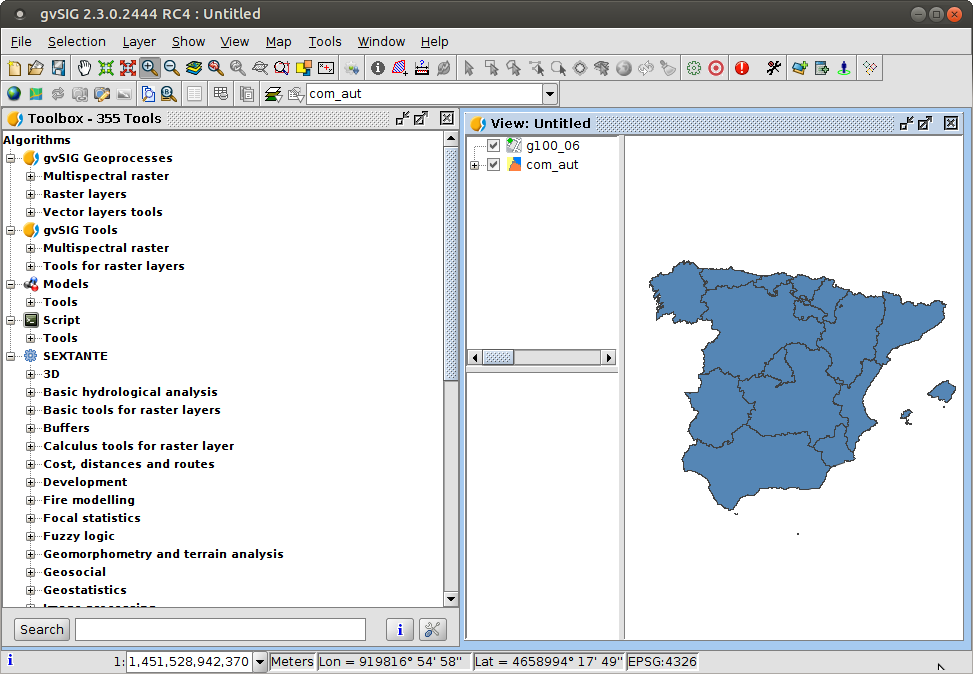 gvSIG 2.3.0.2444 RC4 : Untitled
File Selection Layer Show View Map Tools Window Help
com_aut
Toolbox - 355 Tools
Algorithms
gvSIG Geoprocesses
Multispectral raster
Raster layers
Vector layers tools
gvSIG Tools
Multispectral raster
Tools for raster layers
Models
Tools
Script
Tools
SEXTANTE
3D
Basic hydrological analysis
Basic tools for raster layers
Buffers
Calculus tools for raster layer
Cost, distances and routes
Development
Fire modelling
Focal statistics
Fuzzy logic
Geomorphometry and terrain analysis
Geosocial
Geostatistics
Search
View: Untitled
g100_06
com_aut
1: 1,451,528,942,370 Meters Lon = 919816° 54' 58" Lat = 4658994° 17' 49" EPSG:4326